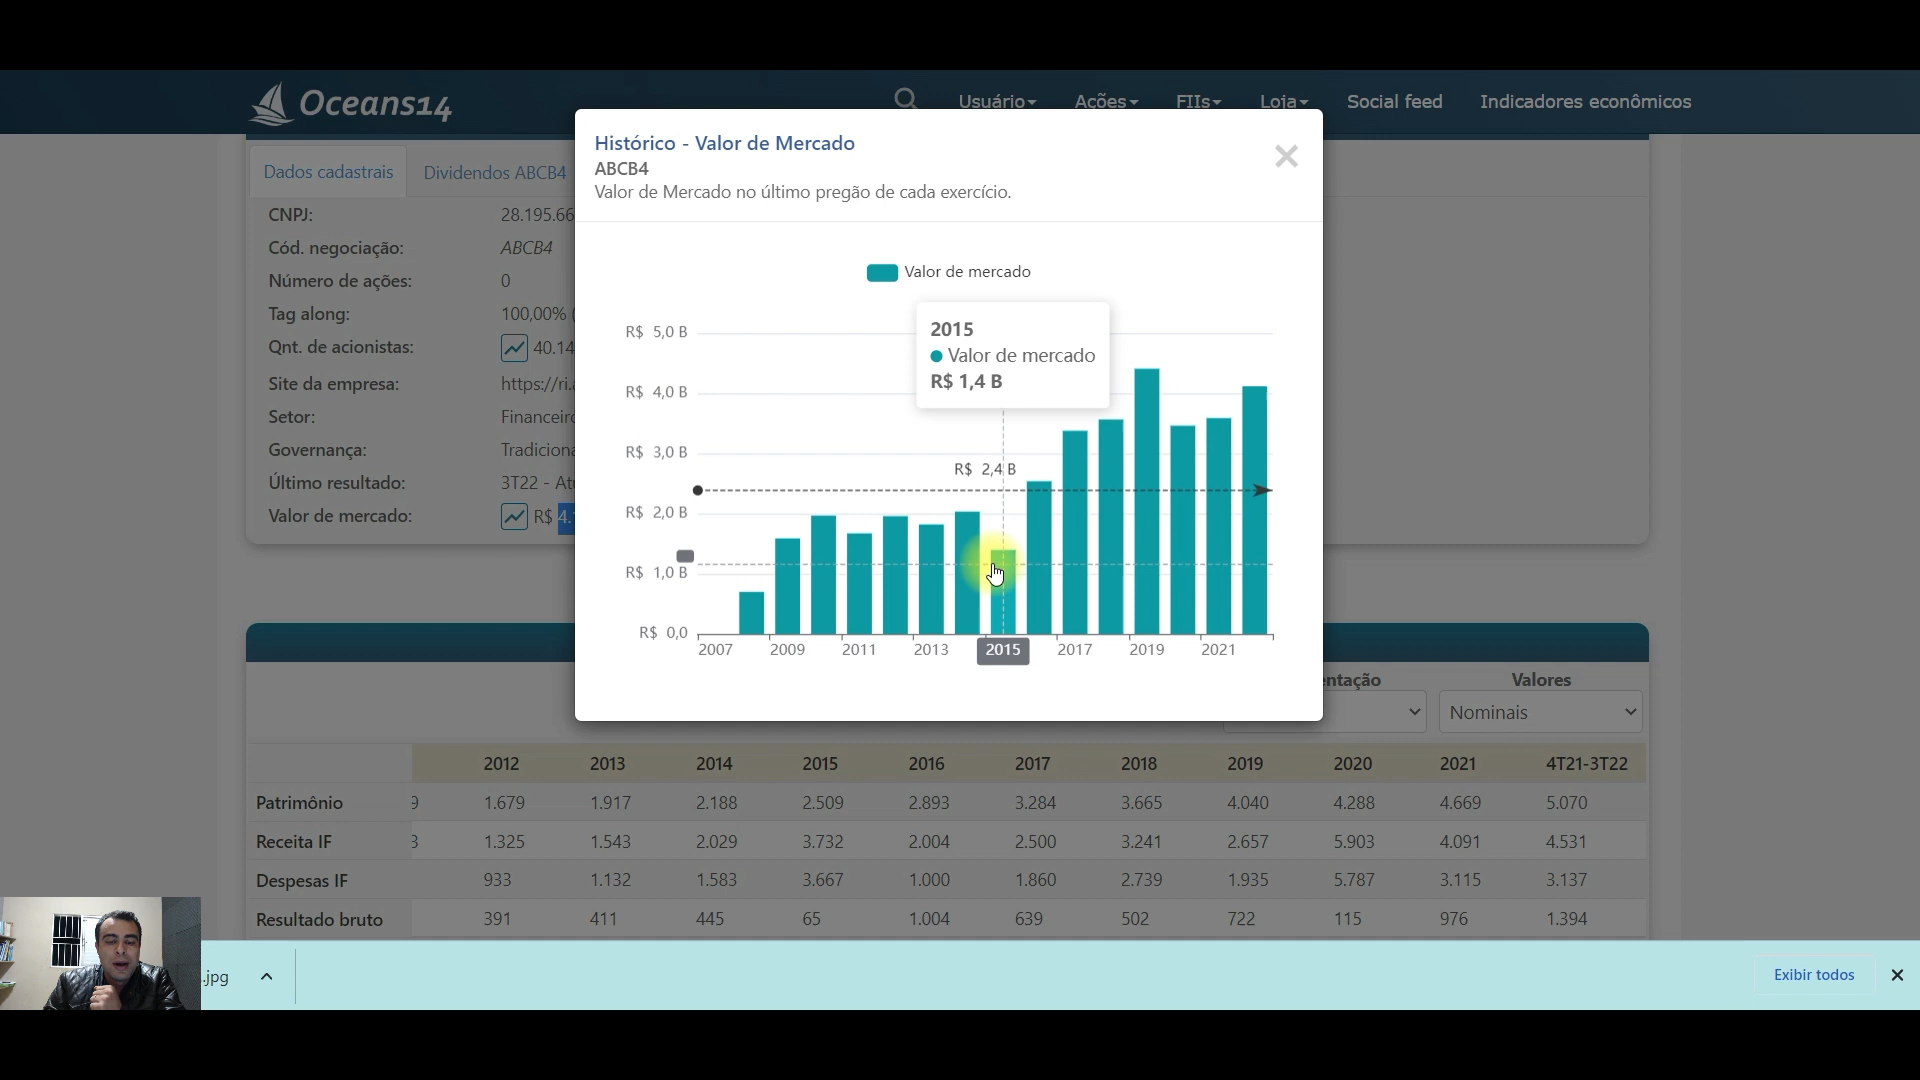 Oceans14
Usuário
Ações
FIIs
Loja
Social feed
Indicadores econômicos
Dados cadastrais
Dividendos ABCB4
CNPJ: 28.195.66
Cód. negociação: ABCB4
Número de ações: 0
Tag along: 100,00% (
Qnt. de acionistas: 40.14
Site da empresa: https://ri.
Setor: Financeiro
Governança: Tradiciona
Último resultado: 3T22 - At
Valor de mercado: R$ 4.
Histórico - Valor de Mercado
ABCB4
Valor de Mercado no último pregão de cada exercício.
Valor de mercado
2015
Valor de mercado
R$ 1,4 B
R$ 5,0 B
R$ 4,0 B
R$ 3,0 B
R$ 2,4 B
R$ 2,0 B
R$ 1,0 B
R$ 0,0
2007 2009 2011 2013 2015 2017 2019 2021
entação
Valores
Nominais
2012 2013 2014 2015 2016 2017 2018 2019 2020 2021 4T21-3T22
Patrimônio 9 1.679 1.917 2.188 2.509 2.893 3.284 3.665 4.040 4.288 4.669 5.070
Receita IF 3 1.325 1.543 2.029 3.732 2.004 2.500 3.241 2.657 5.903 4.091 4.531
Despesas IF 933 1.132 1.583 3.667 1.000 1.860 2.739 1.935 5.787 3.115 3.137
Resultado bruto 391 411 445 65 1.004 639 502 722 115 976 1.394
.jpg
Exibir todos